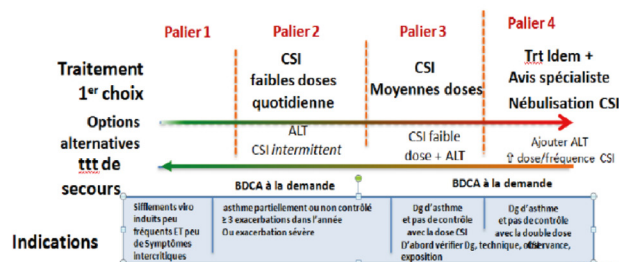 Palier 1
Palier 2
Palier 3
Palier 4
Traitement
1er choix
CSI
faibles doses
quotidienne
CSI
Moyennes doses
Trt Idem +
Avis spécialiste
Nébulisation CSI
Options
alternatives
ALT
CSI intermittent
CSI faible
dose + ALT
Ajouter ALT
⇧ dose/fréquence CSI
ttt de
secours
BDCA à la demande
BDCA à la demande
Indications
Sifflements viro
induits peu
fréquents ET peu
de Symptômes
intercritiques
asthme partiellement ou non contrôlé
≥ 3 exacerbations dans l'année
Ou exacerbation sévère
Dg d'asthme
et pas de contrôle
avec la dose CSI
Dg d'asthme
et pas de contrôle
avec la double dose
D'abord vérifier Dg, technique, observance,
exposition